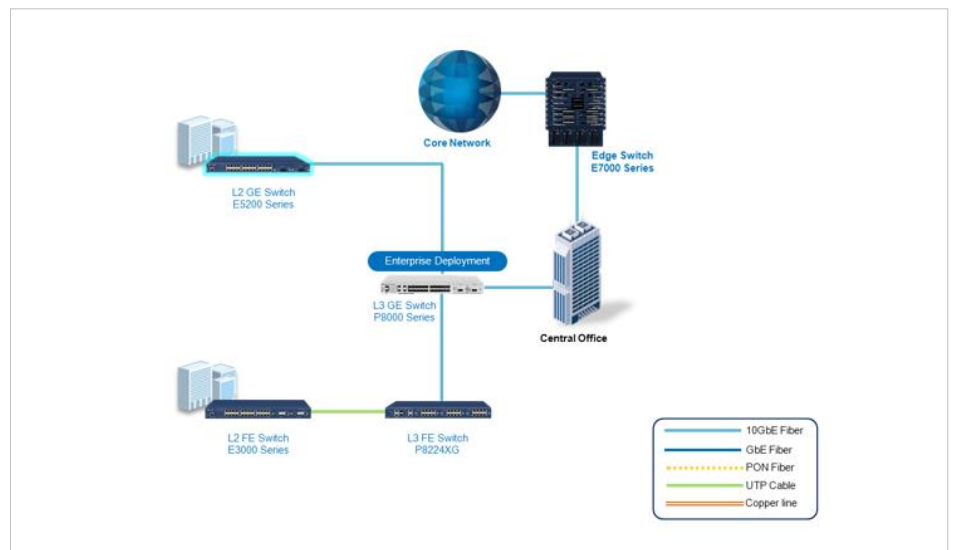 Core Network
Edge Switch
E7000 Series
L2 GE Switch
E5200 Series
Enterprise Deployment
L3 GE Switch
P8000 Series
Central Office
L2 FE Switch
E3000 Series
L3 FE Switch
P8224XG
10GbE Fiber
GbE Fiber
PON Fiber
UTP Cable
Copper line